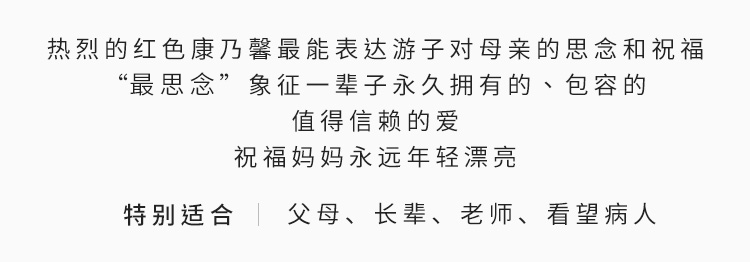 热烈的红色康乃馨最能表达游子对母亲的思念和祝福
“最思念”象征一辈子永久拥有的、包容的
值得信赖的爱
祝福妈妈永远年轻漂亮
特别适合｜父母、长辈、老师、看望病人